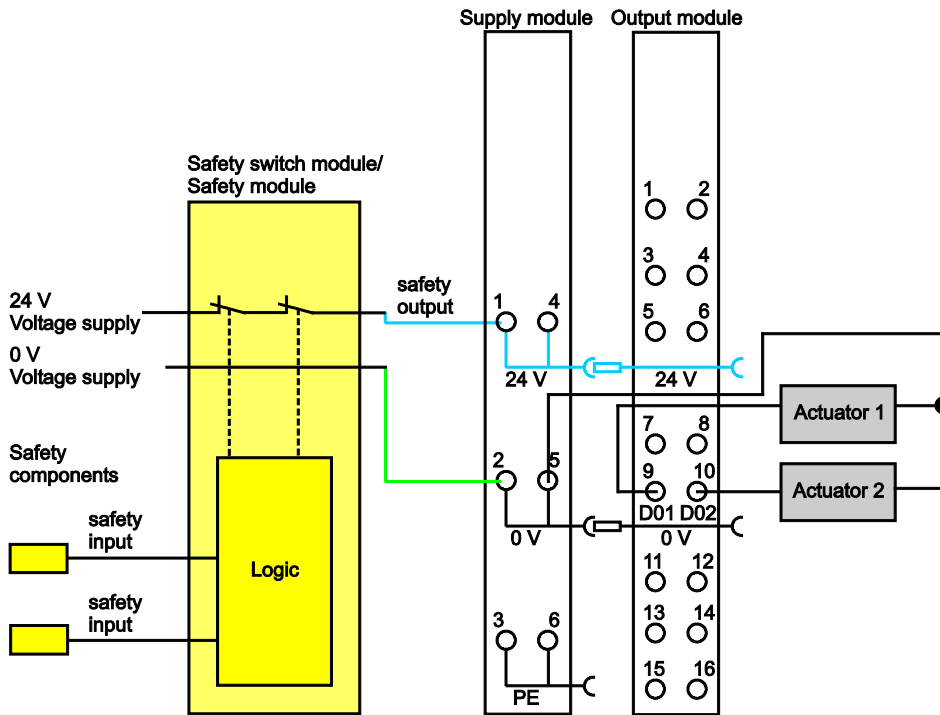 Supply module
Output module
Safety switch module/
Safety module
1
2
3
4
24 V
Voltage supply
safety
output
1
4
5
6
0 V
Voltage supply
24 V
24 V
Actuator 1
7
8
Safety
components
2
5
9
10
Actuator 2
D01
D02
safety
input
0 V
0 V
Logic
11
12
safety
input
3
6
13
14
PE
15
16